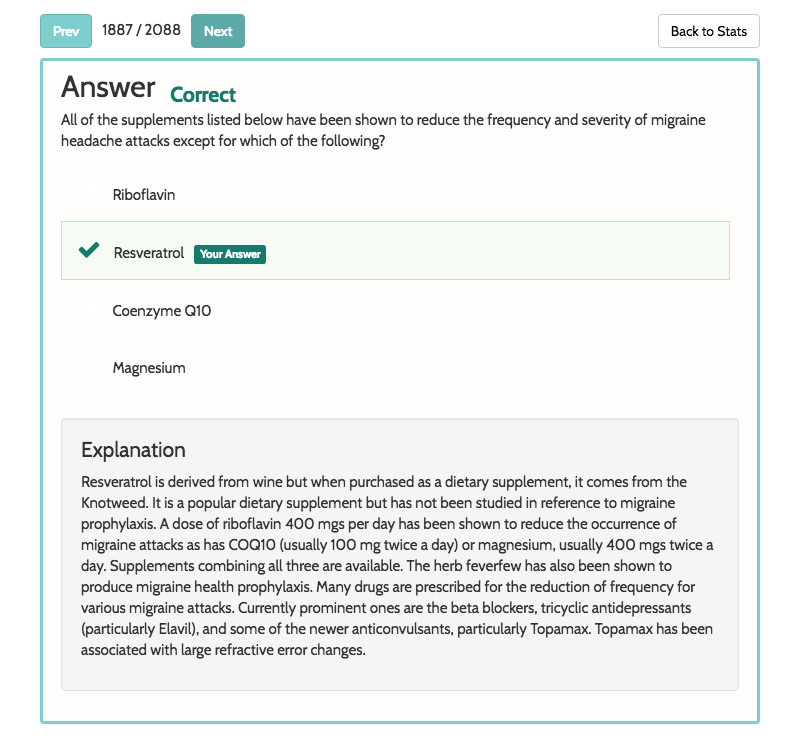 Prev 1887 / 2088 Next Back to Stats
Answer Correct
All of the supplements listed below have been shown to reduce the frequency and severity of migraine
headache attacks except for which of the following?
Riboflavin
Resveratrol Your Answer
Coenzyme Q10
Magnesium
Explanation
Resveratrol is derived from wine but when purchased as a dietary supplement, it comes from the
Knotweed. It is a popular dietary supplement but has not been studied in reference to migraine
prophylaxis. A dose of riboflavin 400 mgs per day has been shown to reduce the occurrence of
migraine attacks as has COQ10 (usually 100 mg twice a day) or magnesium, usually 400 mgs twice a
day. Supplements combining all three are available. The herb feverfew has also been shown to
produce migraine health prophylaxis. Many drugs are prescribed for the reduction of frequency for
various migraine attacks. Currently prominent ones are the beta blockers, tricyclic antidepressants
(particularly Elavil), and some of the newer anticonvulsants, particularly Topamax. Topamax has been
associated with large refractive error changes.